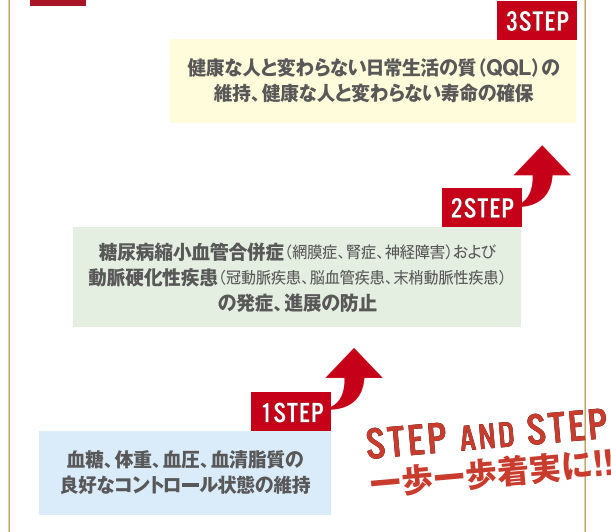 3STEP
健康な人と変わらない日常生活の質（QQL）の
維持、健康な人と変わらない寿命の確保
2STEP
糖尿病縮小血管合併症（網膜症、腎症、神経障害）および
動脈硬化性疾患（冠動脈疾患、脳血管疾患、末梢動脈性疾患）
の発症、進展の防止
1STEP
血糖、体重、血圧、血清脂質の
良好なコントロール状態の維持
STEP AND STEP
一歩一歩着実に!!